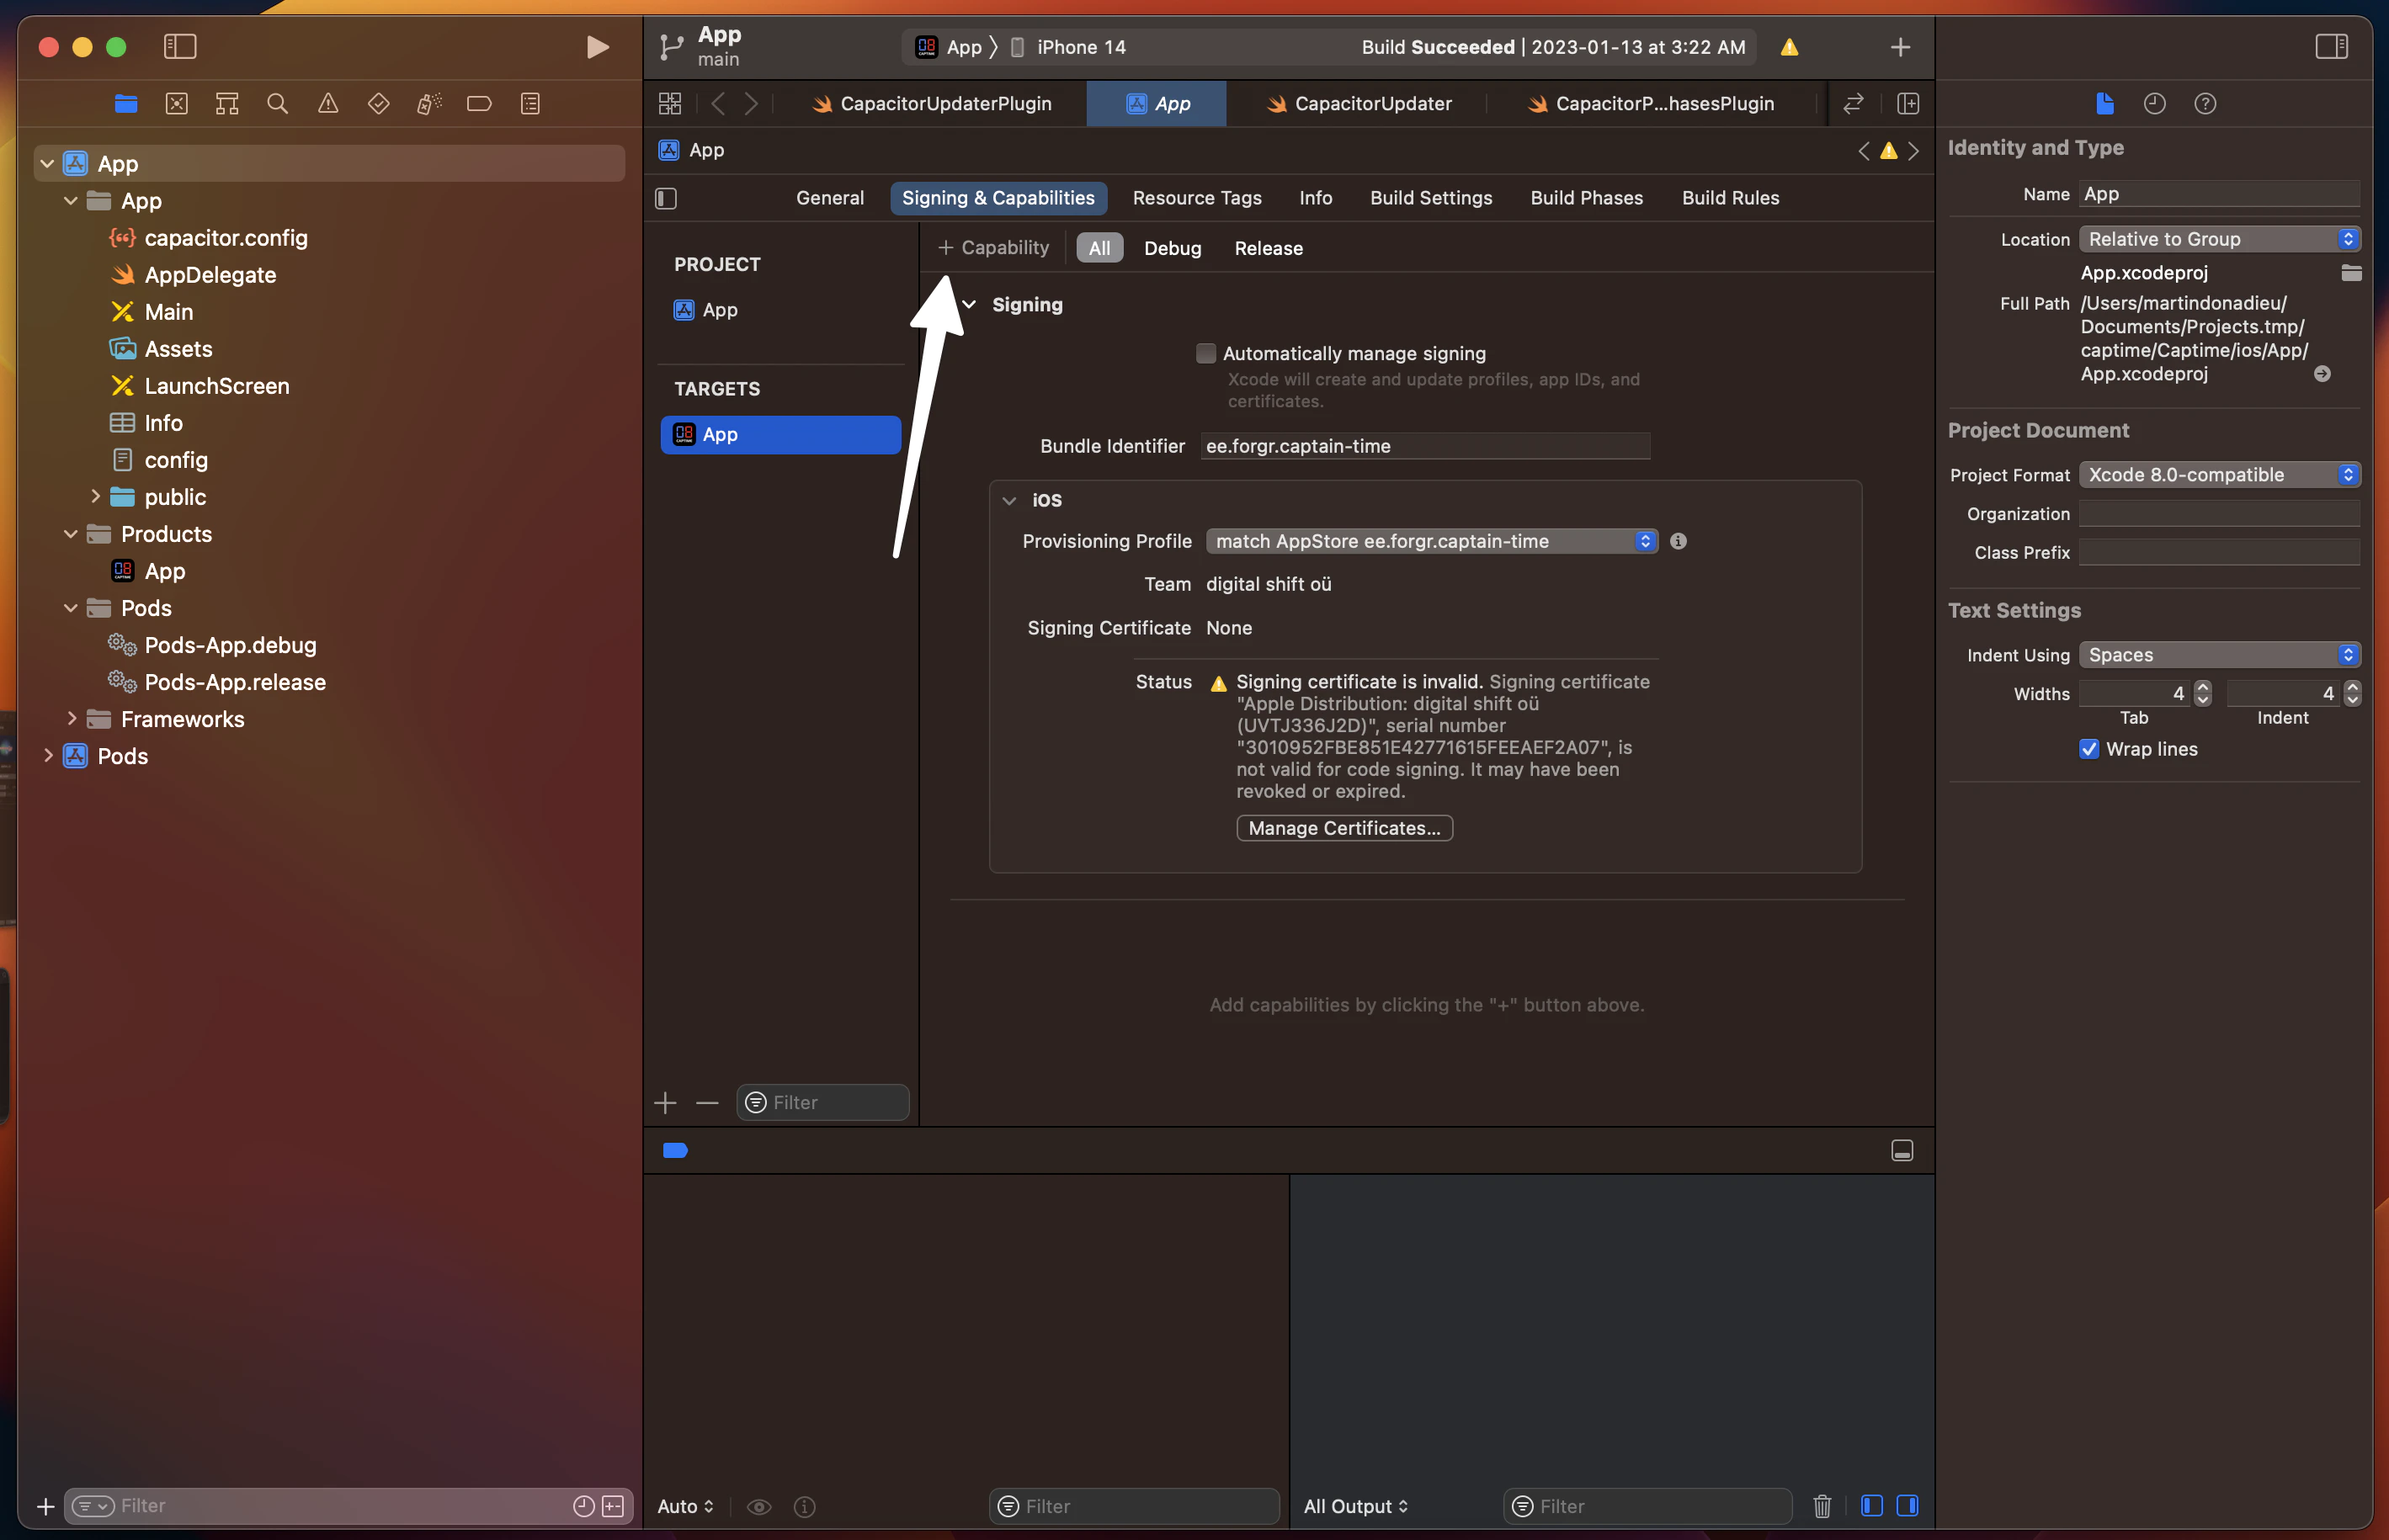 App
main
App
iPhone 14
Build Succeeded | 2023-01-13 at 3:22 AM
CapacitorUpdaterPlugin
App
CapacitorUpdater
CapacitorP...hasesPlugin
App
App
capacitor.config
AppDelegate
Main
Assets
LaunchScreen
Info
config
public
Products
App
Pods
Pods-App.debug
Pods-App.release
Frameworks
Pods
Filter
App
General
Signing & Capabilities
Resource Tags
Info
Build Settings
Build Phases
Build Rules
PROJECT
App
TARGETS
App
Filter
+ Capability
All
Debug
Release
Signing
Automatically manage signing
Xcode will create and update profiles, app IDs, and
certificates.
Bundle Identifier
ee.forgr.captain-time
iOS
Provisioning Profile
match AppStore ee.forgr.captain-time
Team
digital shift oü
Signing Certificate
None
Status
Signing certificate is invalid. Signing certificate
"Apple Distribution: digital shift oü
(UVTJ336J2D)", serial number
"3010952FBE851E42771615FEEAEF2A07", is
not valid for code signing. It may have been
revoked or expired.
Manage Certificates...
Add capabilities by clicking the "+" button above.
Auto
Filter
All Output
Filter
Identity and Type
Name
App
Location
Relative to Group
App.xcodeproj
Full Path
/Users/martindonadieu/
Documents/Projects.tmp/
captime/Captime/ios/App/
App.xcodeproj
Project Document
Project Format
Xcode 8.0-compatible
Organization
Class Prefix
Text Settings
Indent Using
Spaces
Widths
4
4
Tab
Indent
Wrap lines